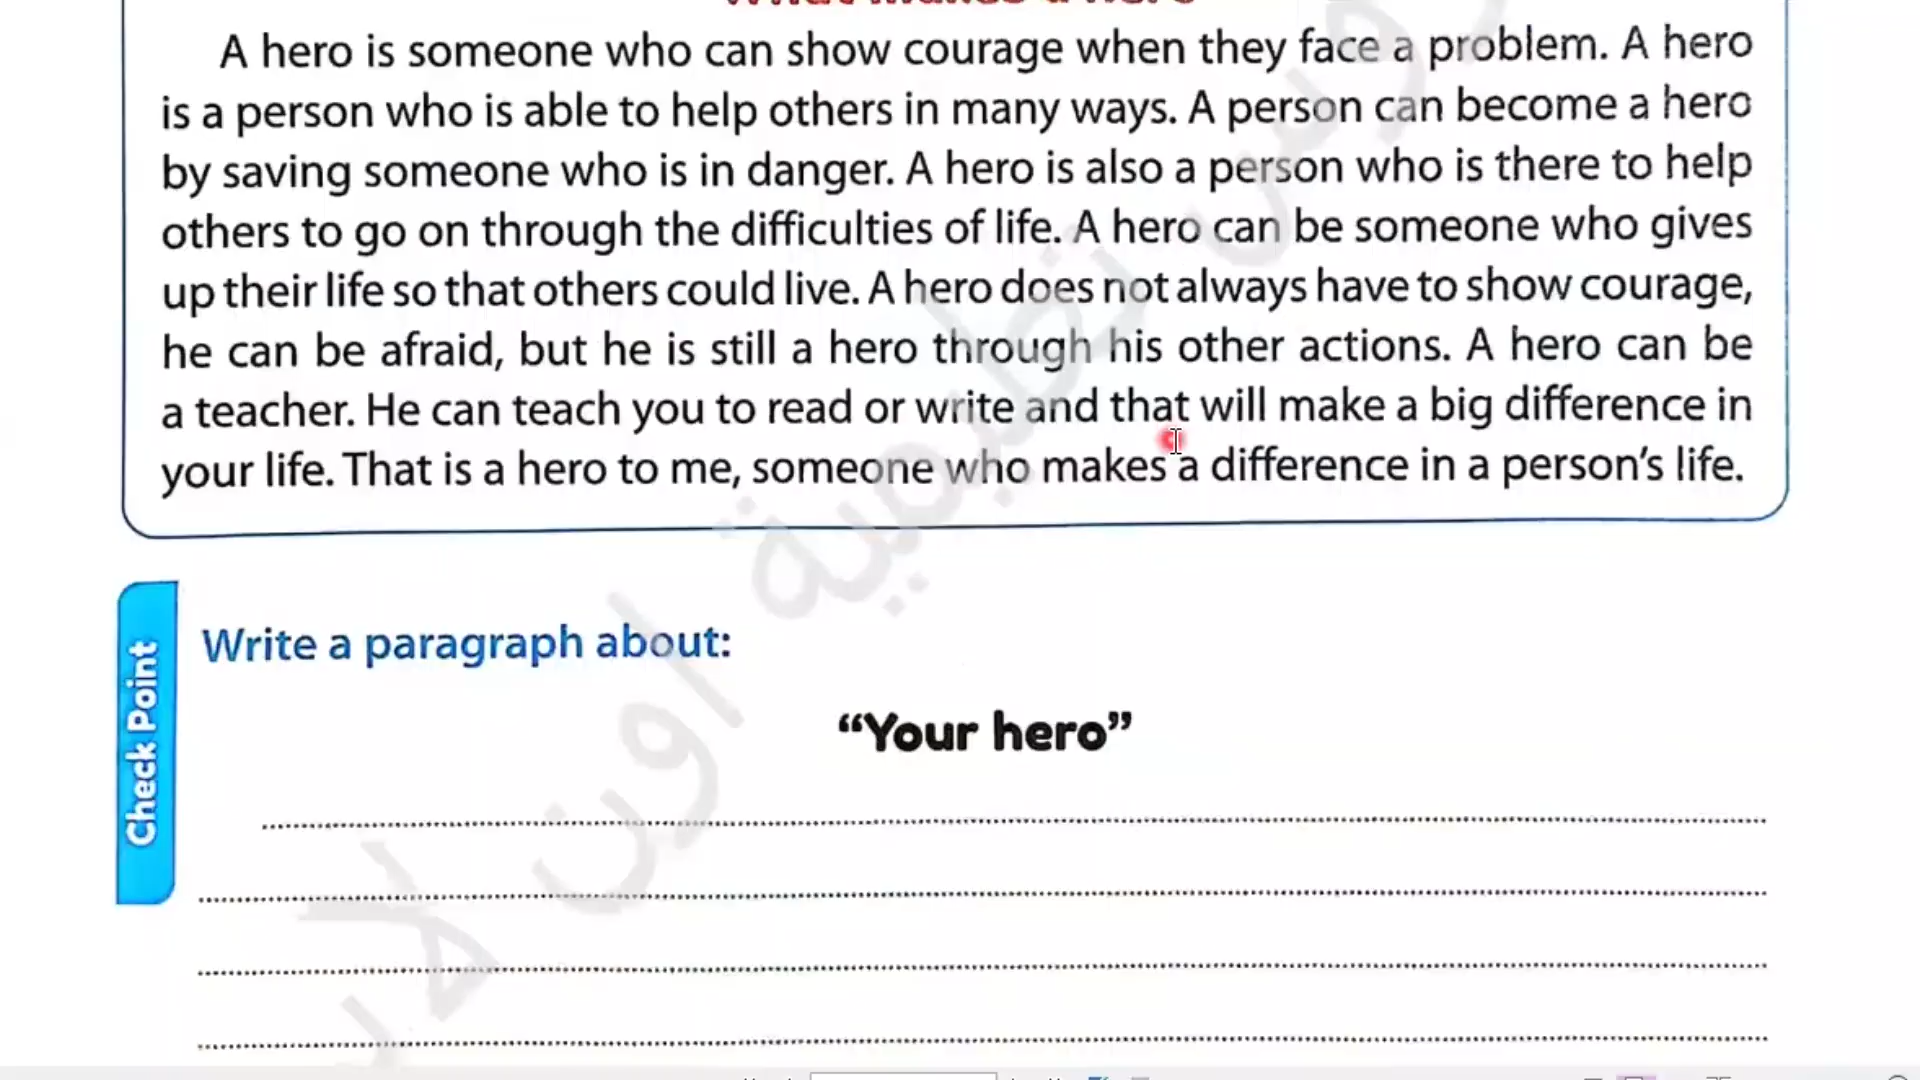 What makes a hero
A hero is someone who can show courage when they face a problem. A hero
is a person who is able to help others in many ways. A person can become a hero
by saving someone who is in danger. A hero is also a person who is there to help
others to go on through the difficulties of life. A hero can be someone who gives
up their life so that others could live. A hero does not always have to show courage,
he can be afraid, but he is still a hero through his other actions. A hero can be
a teacher. He can teach you to read or write and that will make a big difference in
your life. That is a hero to me, someone who makes a difference in a person’s life.
Check Point
Write a paragraph about:
“Your hero”
تعليمية اون لا